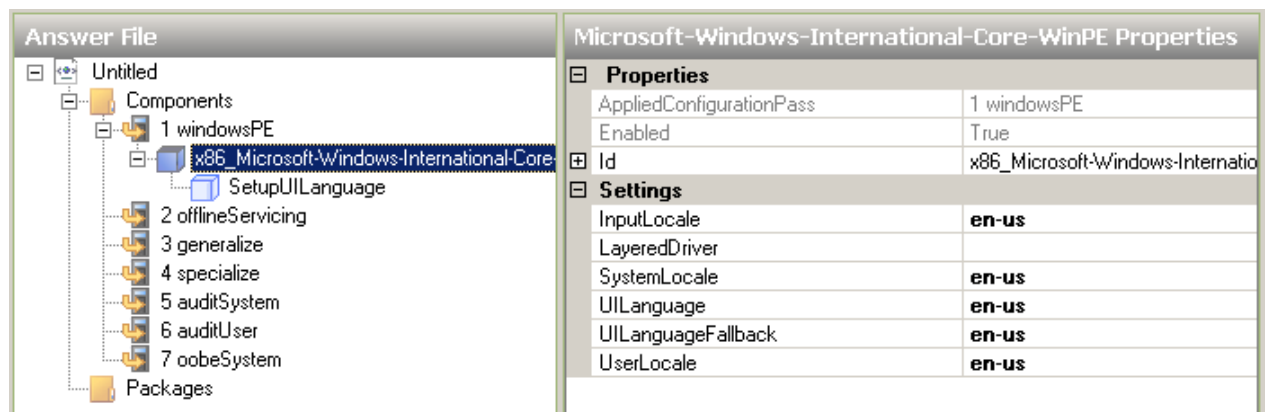 Answer File
Untitled
Components
1 windowsPE
x86_Microsoft-Windows-International-Core-
SetupUILanguage
2 offlineServicing
3 generalize
4 specialize
5 auditSystem
6 auditUser
7 oobeSystem
Packages
Microsoft-Windows-International-Core-WinPE Properties
Properties
AppliedConfigurationPass 1 windowsPE
Enabled True
Id x86_Microsoft-Windows-Internatio
Settings
InputLocale en-us
LayeredDriver
SystemLocale en-us
UILanguage en-us
UILanguageFallback en-us
UserLocale en-us